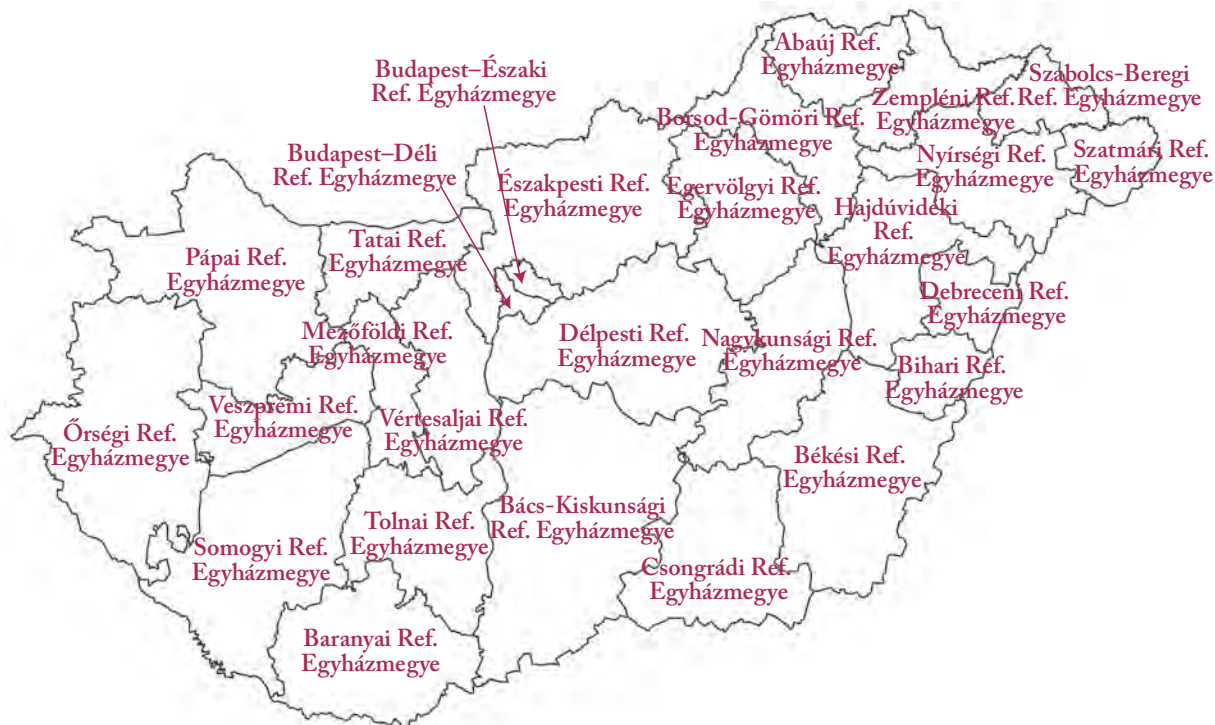 Abaúj Ref.
Egyházmegye
Budapest–Északi
Ref. Egyházmegye
Szabolcs-Beregi
Ref. Egyházmegye
Zempléni Ref.
Egyházmegye
Borsod-Gömöri Ref.
Egyházmegye
Budapest–Déli
Ref. Egyházmegye
Nyírségi Ref.
Egyházmegye
Szatmári Ref.
Egyházmegye
Északpesti Ref.
Egyházmegye
Egervölgyi Ref.
Egyházmegye
Hajdúvidéki
Ref.
Egyházmegye
Pápai Ref.
Egyházmegye
Tatai Ref.
Egyházmegye
Debreceni Ref.
Egyházmegye
Mezőföldi Ref.
Egyházmegye
Délpesti Ref.
Egyházmegye
Nagykunsági Ref.
Egyházmegye
Bihari Ref.
Egyházmegye
Veszprémi Ref.
Egyházmegye
Vértesaljai Ref.
Egyházmegye
Őrségi Ref.
Egyházmegye
Békési Ref.
Egyházmegye
Bács-Kiskunsági
Ref. Egyházmegye
Tolnai Ref.
Egyházmegye
Somogyi Ref.
Egyházmegye
Csongrádi Ref.
Egyházmegye
Baranyai Ref.
Egyházmegye